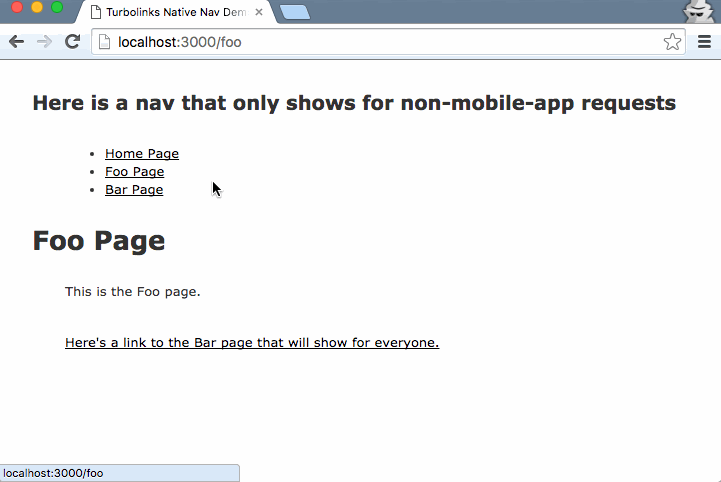 Turbolinks Native Nav Dem
localhost:3000/foo
Here is a nav that only shows for non-mobile-app requests
Home Page
Foo Page
Bar Page
Foo Page
This is the Foo page.
Here's a link to the Bar page that will show for everyone.
localhost:3000/foo